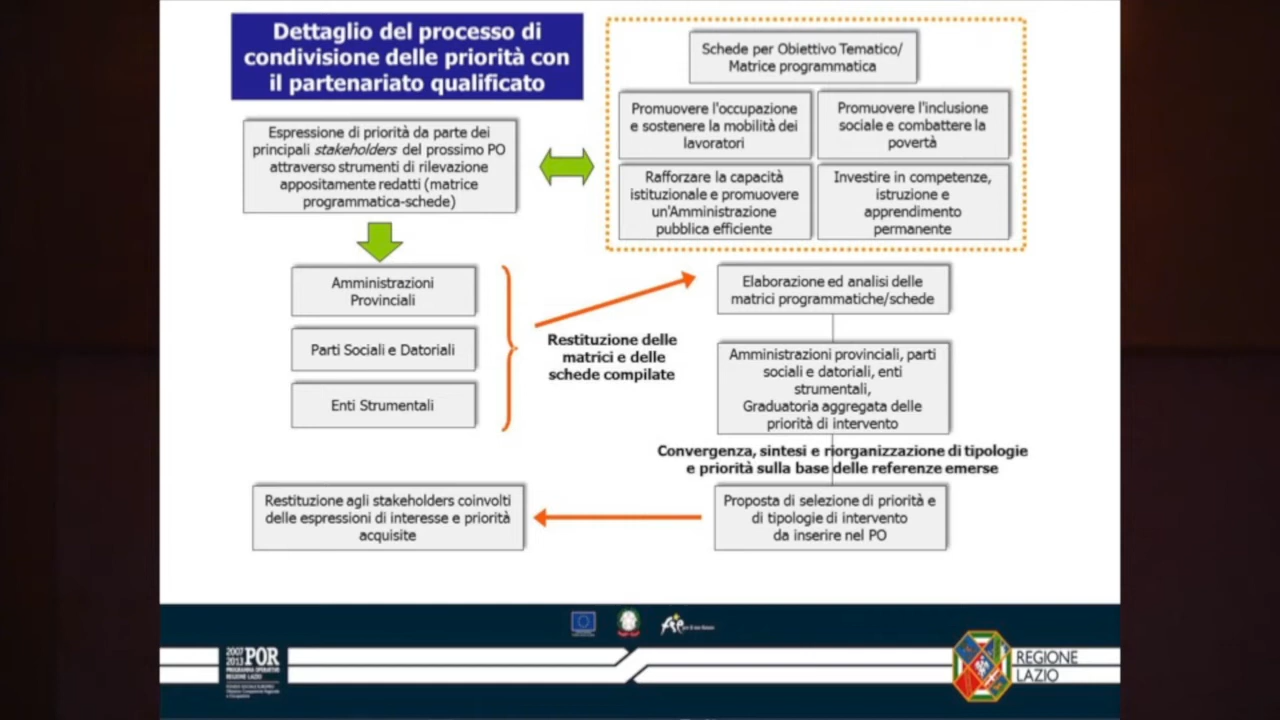 Dettaglio del processo di
condivisione delle priorità con
il partenariato qualificato
Schede per Obiettivo Tematico/
Matrice programmatica
Promuovere l'occupazione
e sostenere la mobilità dei
lavoratori
Promuovere l'inclusione
sociale e combattere la
povertà
Rafforzare la capacità
istituzionale e promuovere
un'Amministrazione
pubblica efficiente
Investire in competenze,
istruzione e
apprendimento
permanente
Espressione di priorità da parte dei
principali stakeholders del prossimo PO
attraverso strumenti di rilevazione
appositamente redatti (matrice
programmatica-schede)
Amministrazioni
Provinciali
Parti Sociali e Datoriali
Enti Strumentali
Restituzione delle
matrici e delle
schede compilate
Elaborazione ed analisi delle
matrici programmatiche/schede
Amministrazioni provinciali, parti
sociali e datoriali, enti
strumentali,
Graduatoria aggregata delle
priorità di intervento
Convergenza, sintesi e riorganizzazione di tipologie
e priorità sulla base delle referenze emerse
Proposta di selezione di priorità e
di tipologie di intervento
da inserire nel PO
Restituzione agli stakeholders coinvolti
delle espressioni di interesse e priorità
acquisite
2007
2013 POR
PROGRAMMA OPERATIVO
REGIONE LAZIO
REGIONE
LAZIO